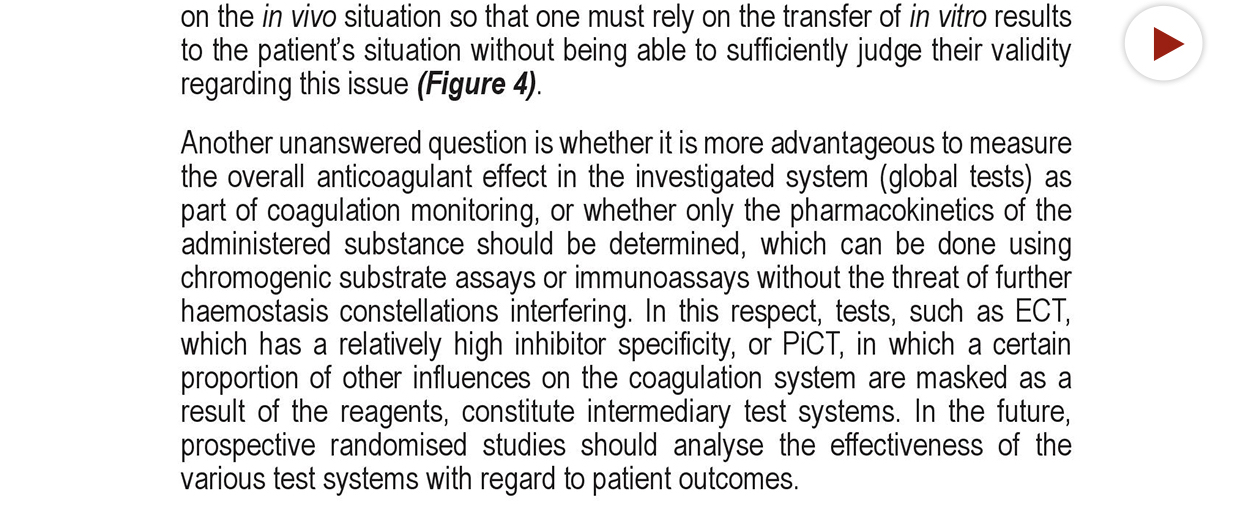 on the in vivo situation so that one must rely on the transfer of in vitro results
to the patient’s situation without being able to sufficiently judge their validity
regarding this issue (Figure 4).
Another unanswered question is whether it is more advantageous to measure
the overall anticoagulant effect in the investigated system (global tests) as
part of coagulation monitoring, or whether only the pharmacokinetics of the
administered substance should be determined, which can be done using
chromogenic substrate assays or immunoassays without the threat of further
haemostasis constellations interfering. In this respect, tests, such as ECT,
which has a relatively high inhibitor specificity, or PiCT, in which a certain
proportion of other influences on the coagulation system are masked as a
result of the reagents, constitute intermediary test systems. In the future,
prospective randomised studies should analyse the effectiveness of the
various test systems with regard to patient outcomes.